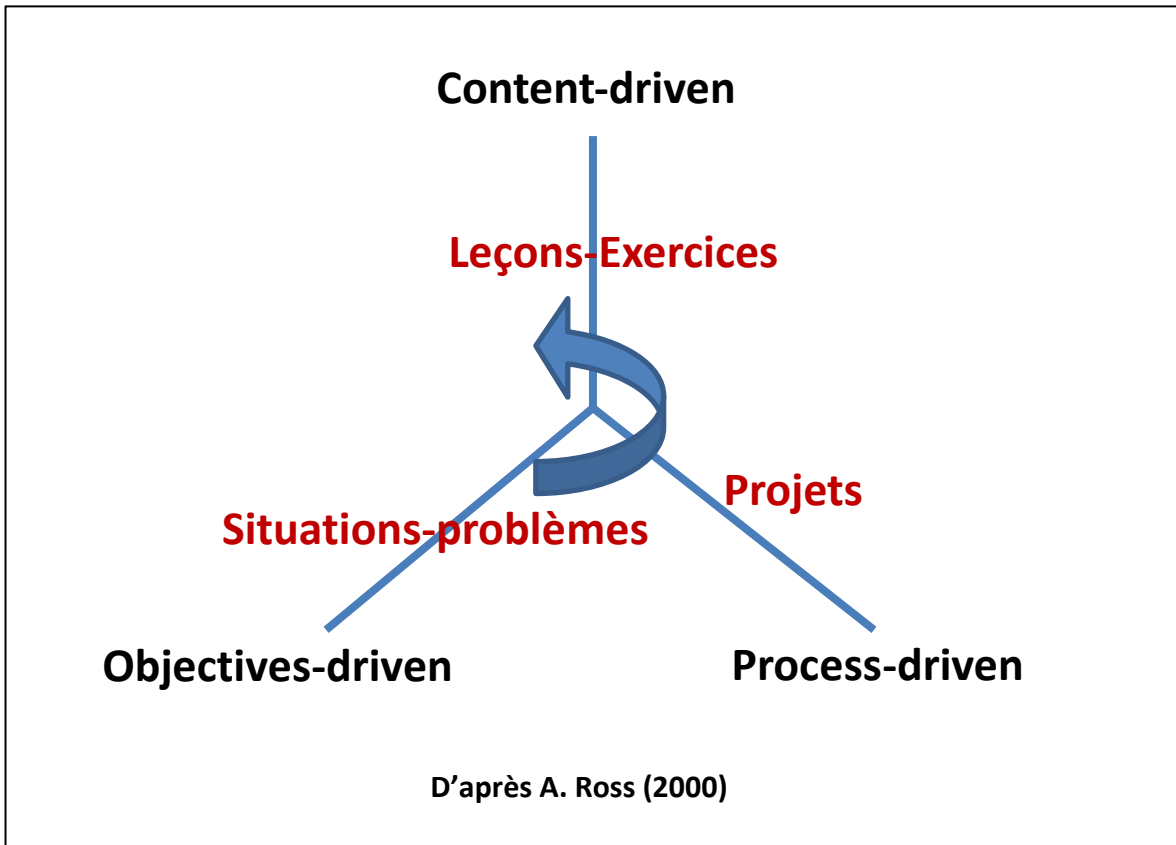 Content-driven
Leçons-Exercices
Projets
Situations-problèmes
Objectives-driven
Process-driven
D’après A. Ross (2000)